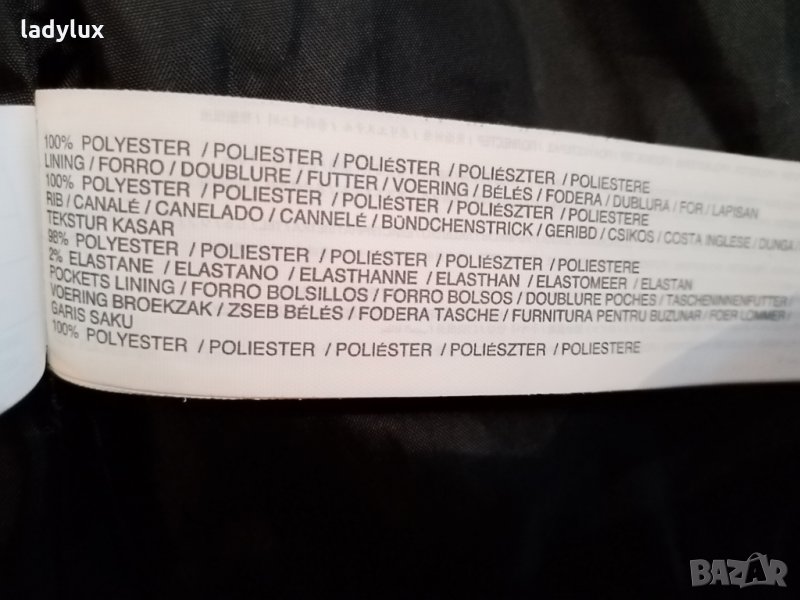 ladylux
100% POLYESTER / POLIESTER / POLIéSTER / POLIéSZTER / POLIESTERE
LINING / FORRO / DOUBLURE / FUTTER / VOERING / BéLéS / FODERA / DUBLURA / FOR / LAPISAN
100% POLYESTER / POLIESTER / POLIéSTER / POLIéSZTER / POLIESTERE
RIB / CANALé / CANELADO / CANNELé / BüNDCHENSTRICK / GERIBD / CSIKOS / COSTA INGLESE / DUNGA
TEKSTUR KASAR
98% POLYESTER / POLIESTER / POLIéSTER / POLIéSZTER / POLIESTERE
2% ELASTANE / ELASTANO / ELASTHANNE / ELASTHAN / ELASTOMEER / ELASTAN
POCKETS LINING / FORRO BOLSILLOS / FORRO BOLSOS / DOUBLURE POCHES / TASCHENINNENFUTTER /
VOERING BROEKZAK / ZSEB BéLéS / FODERA TASCHE / FURNITURA PENTRU BUZUNAR / FOER LOMMER /
GARIS SAKU
100% POLYESTER / POLIESTER / POLIéSTER / POLIéSZTER / POLIESTERE
BAZAR